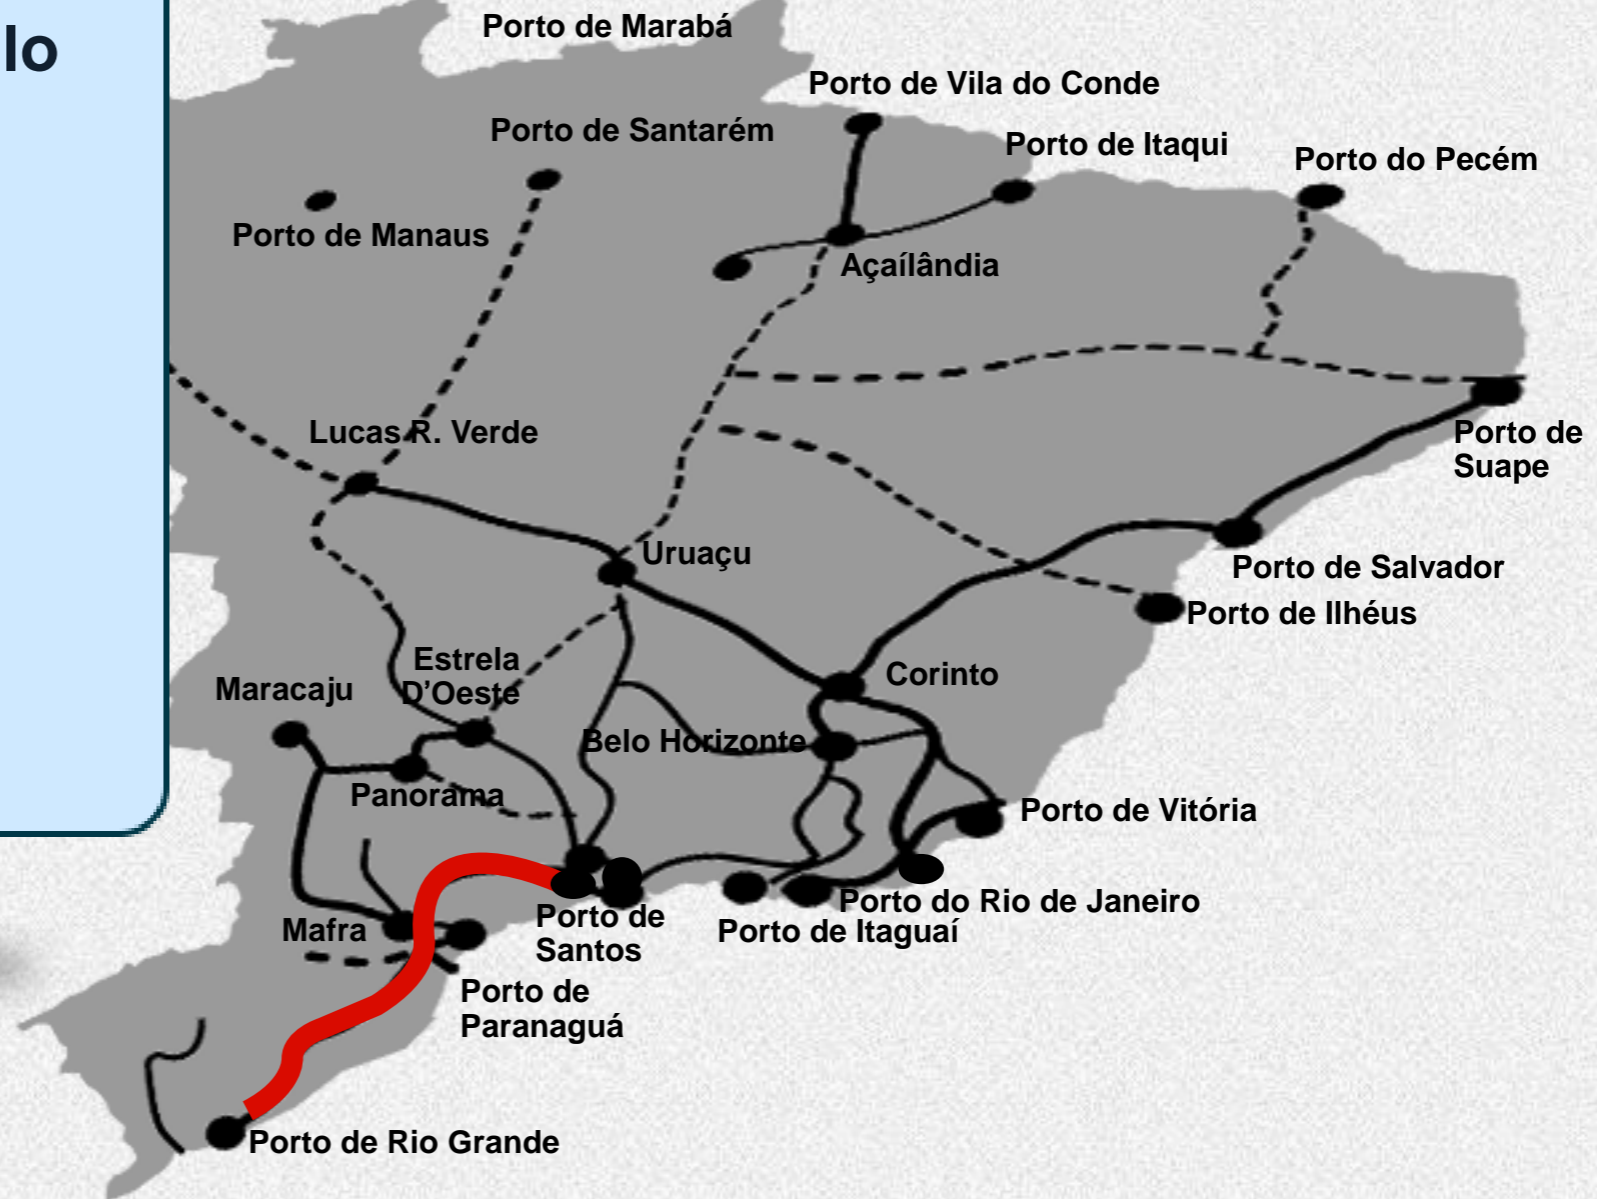 lo
Porto de Marabá
Porto de Vila do Conde
Porto de Santarém
Porto de Itaqui
Porto do Pecém
Porto de Manaus
Açaílândia
Lucas R. Verde
Porto de
Suape
Uruaçu
Porto de Salvador
Porto de Ilhéus
Estrela
D’Oeste
Maracaju
Corinto
Belo Horizonte
Panorama
Porto de Vitória
Porto do Rio de Janeiro
Porto de
Santos
Porto de Itaguaí
Mafra
Porto de
Paranaguá
Porto de Rio Grande